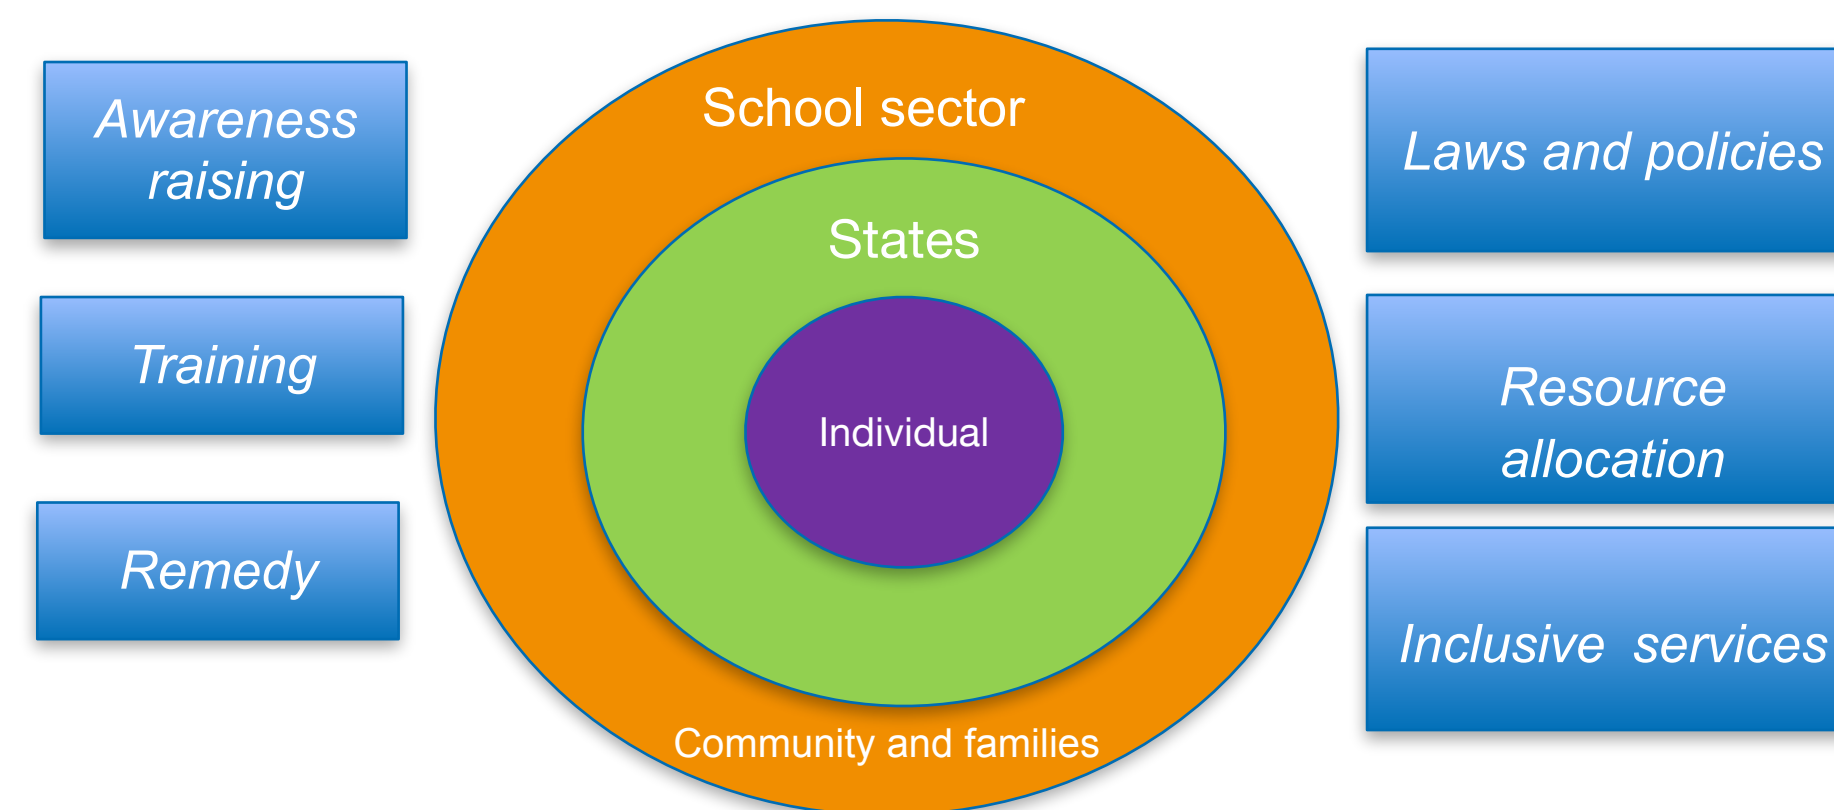 Awareness
raising
Training
Remedy
School sector
States
Individual
Community and families
Laws and policies
Resource
allocation
Inclusive  services